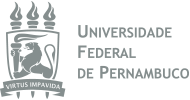 VIRTUS IMPAVIDA
UNIVERSIDADE
FEDERAL
DE PERNAMBUCO